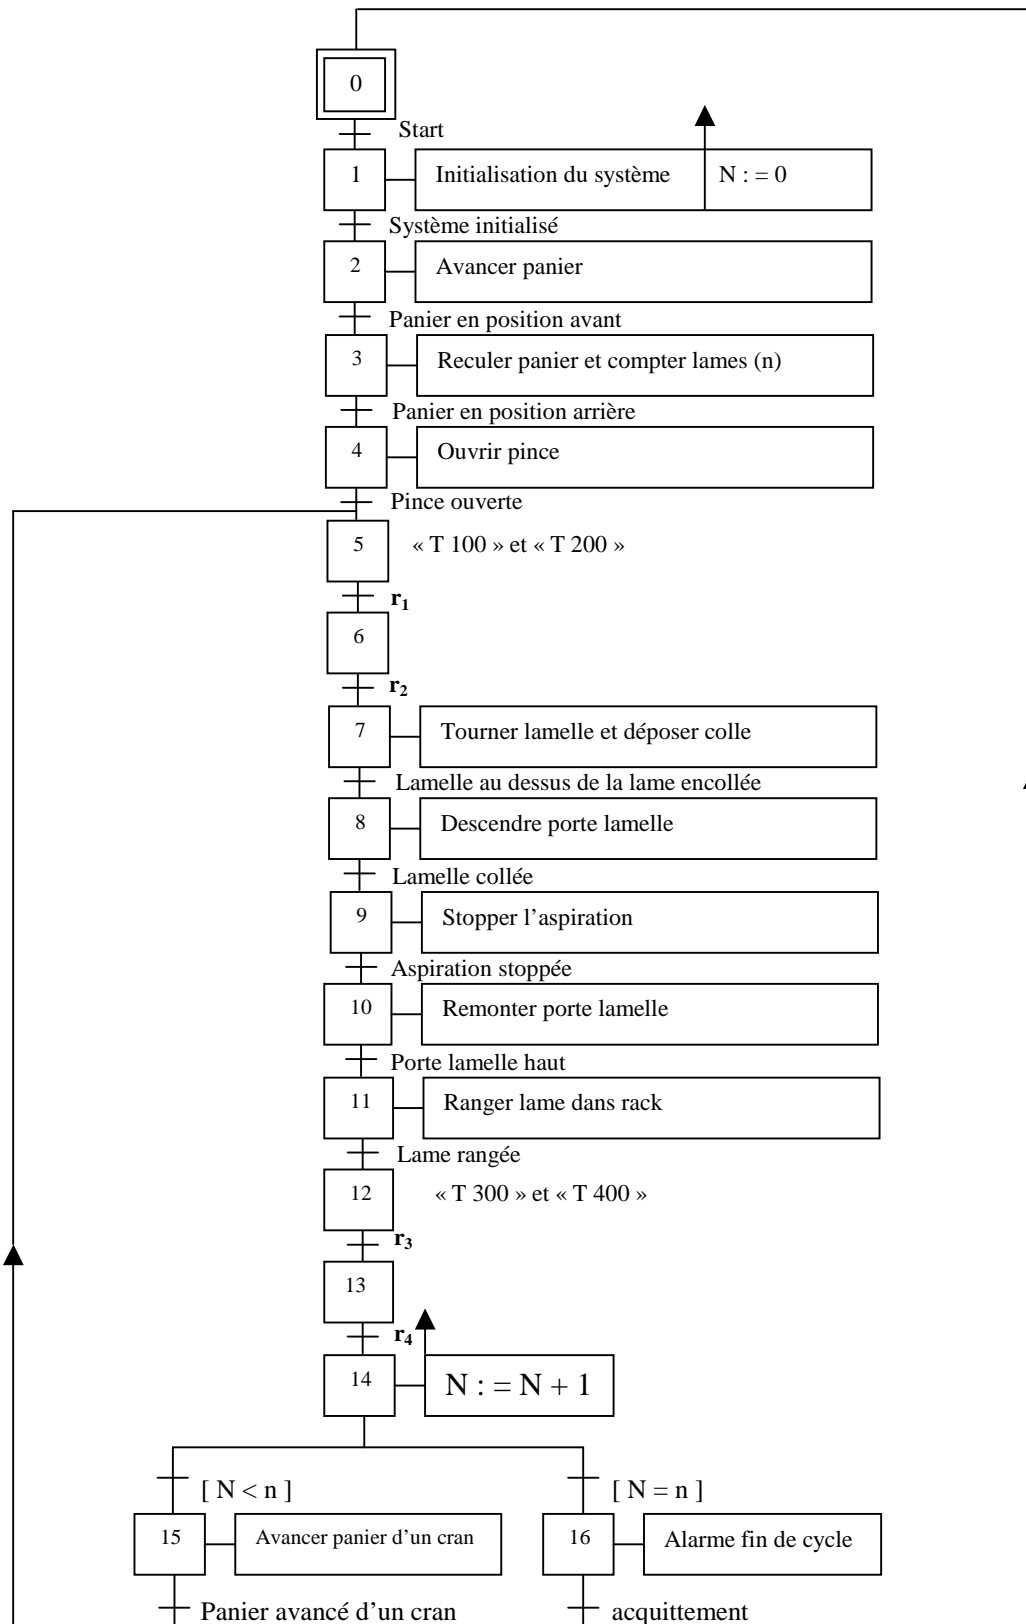 0
Start
1 Initialisation du système N : = 0
Système initialisé
2 Avancer panier
Panier en position avant
3 Reculer panier et compter lames (n)
Panier en position arrière
4 Ouvrir pince
Pince ouverte
5 « T 100 » et « T 200 »
r1
6
r2
7 Tourner lamelle et déposer colle
Lamelle au dessus de la lame encollée
8 Descendre porte lamelle
Lamelle collée
9 Stopper l’aspiration
Aspiration stoppée
10 Remonter porte lamelle
Porte lamelle haut
11 Ranger lame dans rack
Lame rangée
12 « T 300 » et « T 400 »
r3
13
r4
14 N : = N + 1
[ N < n ] [ N = n ]
15 Avancer panier d’un cran 16 Alarme fin de cycle
Panier avancé d’un cran acquittement